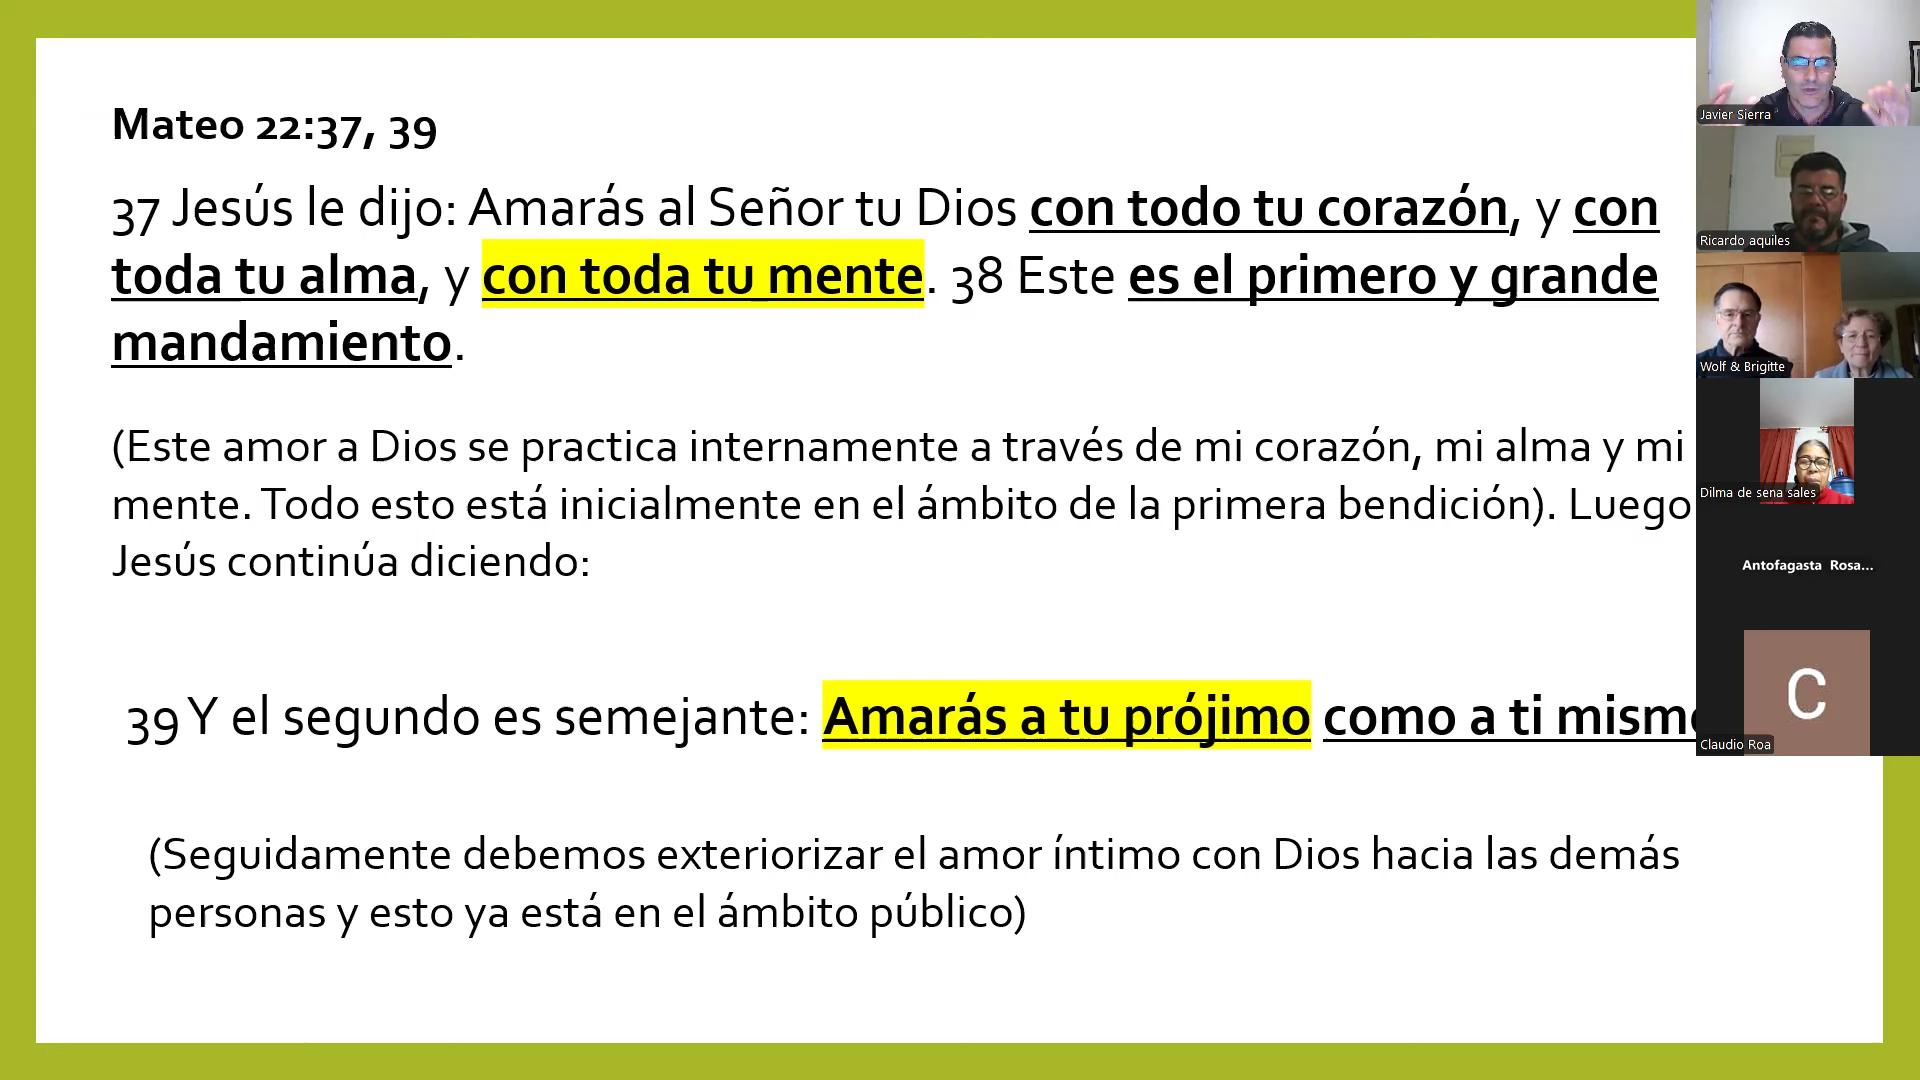 Mateo 22:37, 39
37 Jesús le dijo: Amarás al Señor tu Dios con todo tu corazón, y con
toda tu alma, y con toda tu mente. 38 Este es el primero y grande
mandamiento.
(Este amor a Dios se practica internamente a través de mi corazón, mi alma y mi
mente. Todo esto está inicialmente en el ámbito de la primera bendición). Luego
Jesús continúa diciendo:
39 Y el segundo es semejante: Amarás a tu prójimo como a ti mismo
(Seguidamente debemos exteriorizar el amor íntimo con Dios hacia las demás
personas y esto ya está en el ámbito público)
Javier Sierra
Ricardo aquiles
Wolf & Brigitte
Dilma de sena sales
Antofagasta Rosa...
C
Claudio Roa